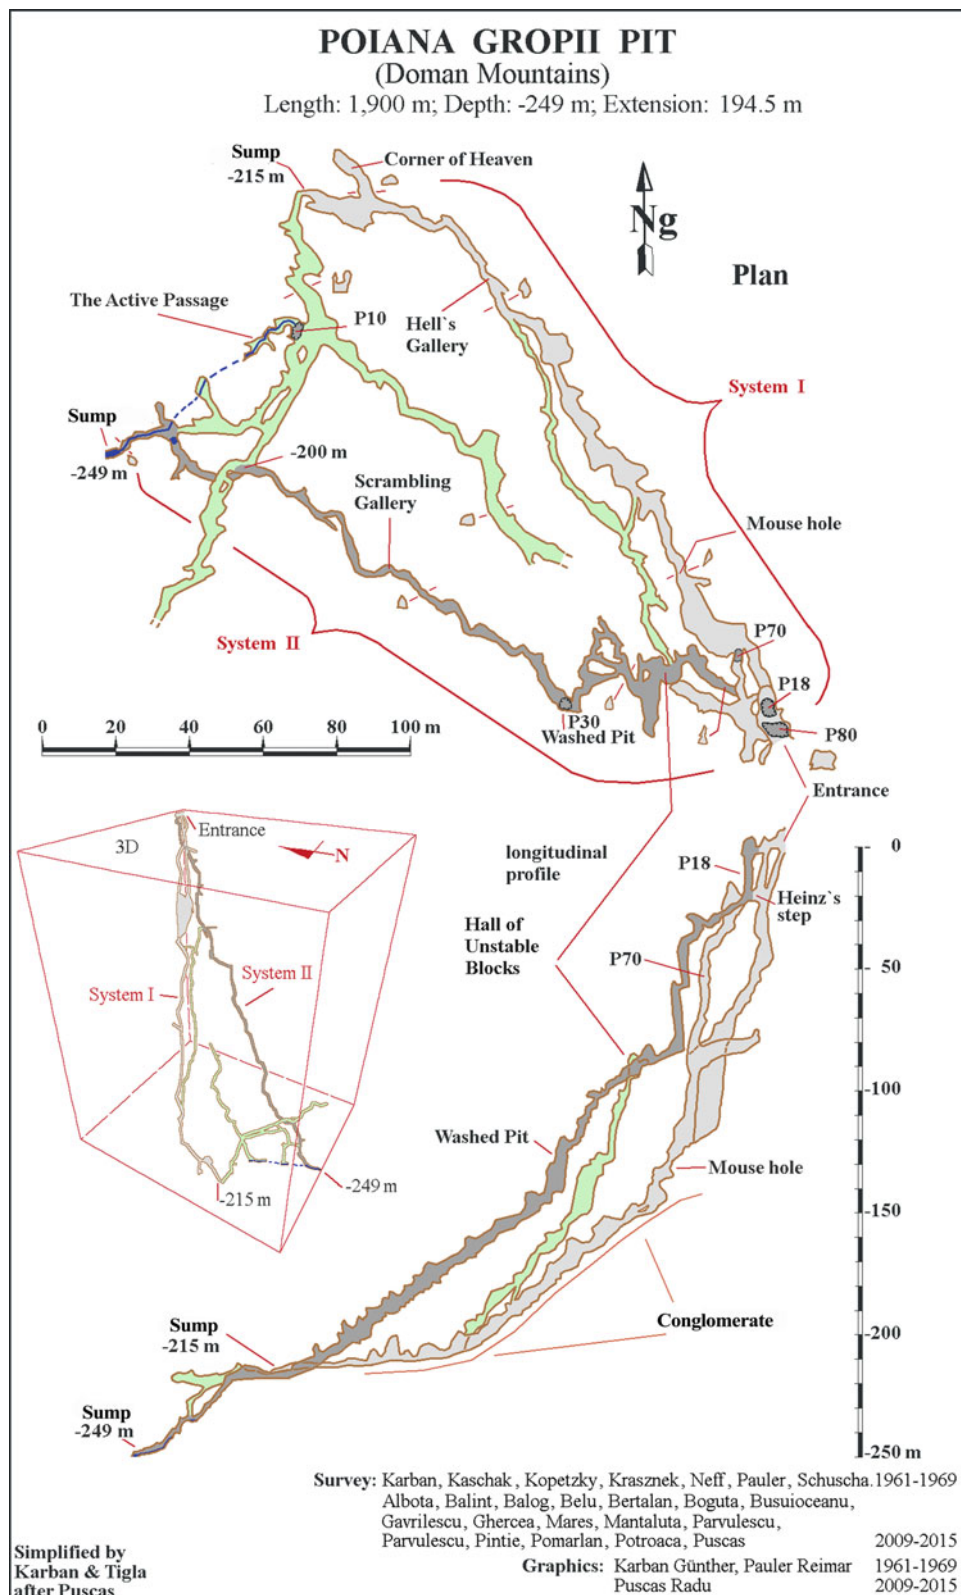 POIANA GROPII PIT
(Doman Mountains)
Length: 1,900 m; Depth: -249 m; Extension: 194.5 m
Sump
-215 m
Corner of Heaven
Ng
Plan
The Active Passage
P10
Hell`s
Gallery
System I
Sump
-249 m
-200 m
Scrambling
Gallery
Mouse hole
System II
P70
P18
P30
Washed Pit
P80
0 20 40 60 80 100 m
Entrance
3D
Entrance
N
System I
System II
-215 m
-249 m
longitudinal
profile
Hall of
Unstable
Blocks
P18
Heinz`s
step
P70
Washed Pit
Mouse hole
Conglomerate
Sump
-215 m
Sump
-249 m
0
-50
-100
-150
-200
-250 m
Survey: Karban, Kaschak, Kopetzky, Krasznek, Neff, Pauler, Schuscha.1961-1969
Albota, Balint, Balog, Belu, Bertalan, Boguta, Busuioceanu,
Gavrilescu, Ghercea, Mares, Mantaluta, Parvulescu,
Parvulescu, Pintie, Pomarlan, Potroaca, Puscas 2009-2015
Graphics: Karban Günther, Pauler Reimar 1961-1969
Puscas Radu 2009-2015
Simplified by
Karban & Tigla
after Puscas